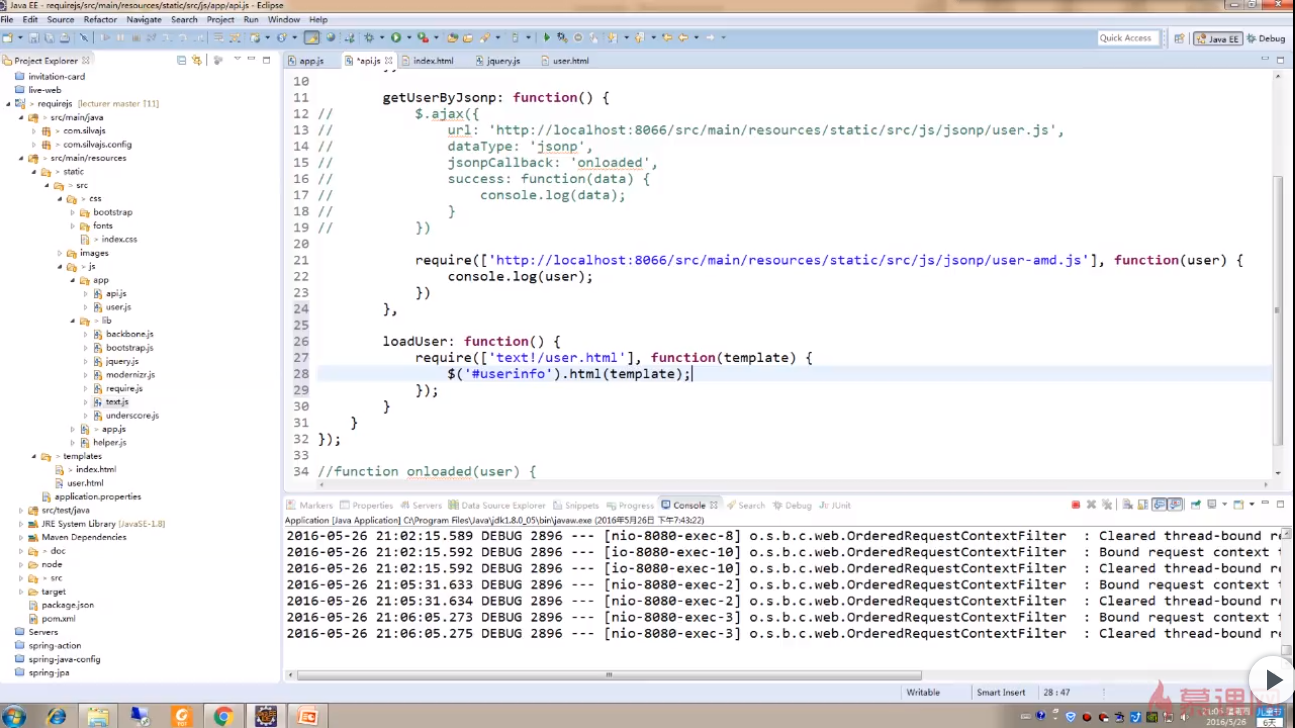 Java EE - requirejs/src/main/resources/static/src/js/app/api.js - Eclipse
File Edit Source Refactor Navigate Search Project Run Window Help
Quick Access Java EE Debug
Project Explorer
invitation-card
live-web
> requirejs [lecturer master ↑11]
src/main/java
com.silvajs
com.silvajs.config
src/main/resources
static
src
css
bootstrap
fonts
> index.css
images
> js
app
api.js
user.js
> lib
backbone.js
bootstrap.js
jquery.js
modernizr.js
require.js
text.js
underscore.js
> app.js
helper.js
templates
> index.html
user.html
application.properties
src/test/java
JRE System Library [JavaSE-1.8]
Maven Dependencies
> doc
node
> src
target
package.json
pom.xml
Servers
spring-action
spring-java-config
spring-jpa
app.js *api.js index.html jquery.js user.html
10
11 getUserByJsonp: function() {
12 // $.ajax({
13 // url: 'http://localhost:8066/src/main/resources/static/src/js/jsonp/user.js',
14 // dataType: 'jsonp',
15 // jsonpCallback: 'onloaded',
16 // success: function(data) {
17 // console.log(data);
18 // }
19 // })
20
21 require(['http://localhost:8066/src/main/resources/static/src/js/jsonp/user-amd.js'], function(user) {
22 console.log(user);
23 })
24 },
25
26 loadUser: function() {
27 require(['text!/user.html'], function(template) {
28 $('#userinfo').html(template);
29 });
30 }
31 }
32 });
33
34 //function onloaded(user) {
Markers Properties Servers Data Source Explorer Snippets Progress Console Search Debug JUnit
Application [Java Application] C:\Program Files\Java\jdk1.8.0_05\bin\javaw.exe (2016年5月26日 下午7:43:22)
2016-05-26 21:02:15.589 DEBUG 2896 --- [nio-8080-exec-8] o.s.b.c.web.OrderedRequestContextFilter : Cleared thread-bound re
2016-05-26 21:02:15.592 DEBUG 2896 --- [io-8080-exec-10] o.s.b.c.web.OrderedRequestContextFilter : Bound request context t
2016-05-26 21:02:15.592 DEBUG 2896 --- [io-8080-exec-10] o.s.b.c.web.OrderedRequestContextFilter : Cleared thread-bound re
2016-05-26 21:05:31.633 DEBUG 2896 --- [nio-8080-exec-2] o.s.b.c.web.OrderedRequestContextFilter : Bound request context t
2016-05-26 21:05:31.634 DEBUG 2896 --- [nio-8080-exec-2] o.s.b.c.web.OrderedRequestContextFilter : Cleared thread-bound re
2016-05-26 21:06:05.275 DEBUG 2896 --- [nio-8080-exec-3] o.s.b.c.web.OrderedRequestContextFilter : Bound request context t
2016-05-26 21:06:05.275 DEBUG 2896 --- [nio-8080-exec-3] o.s.b.c.web.OrderedRequestContextFilter : Cleared thread-bound re
Writable Smart Insert 28 : 47
慕课网
2016/5/26
儿童节
6天